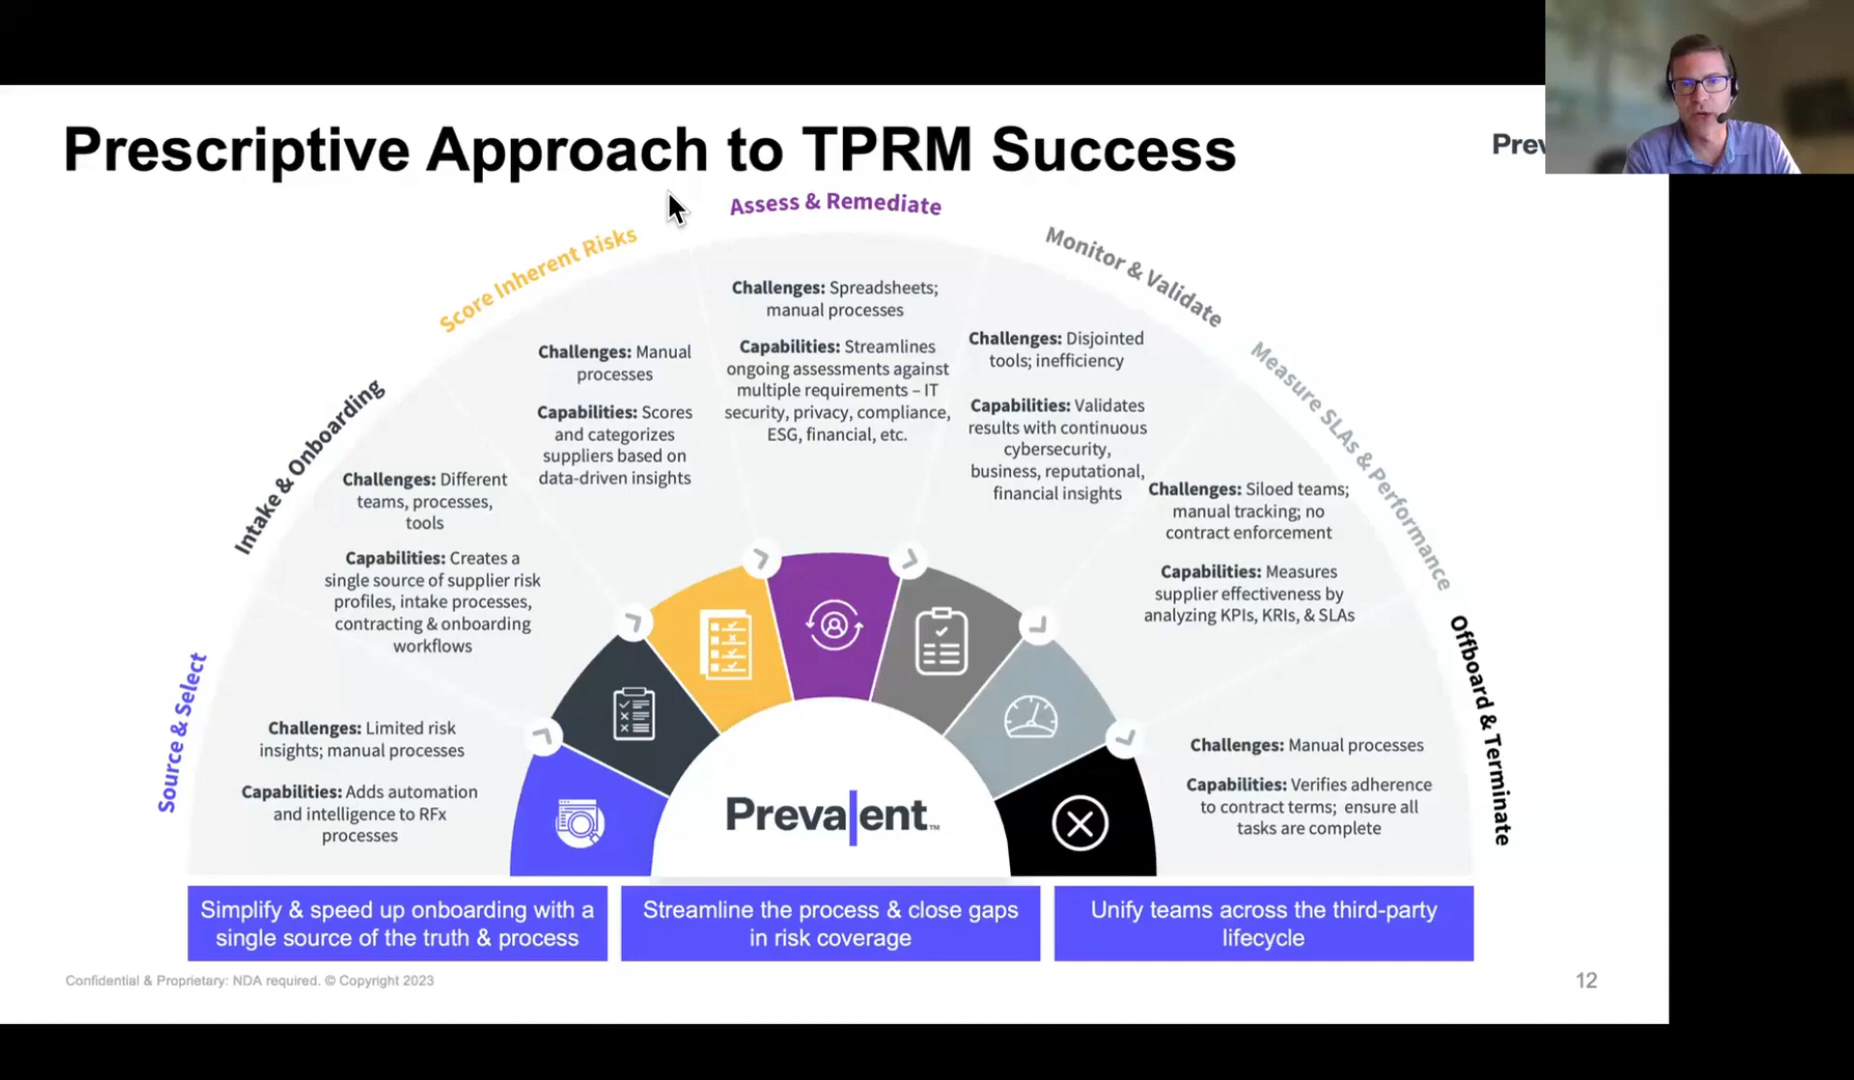 Prescriptive Approach to TPRM Success
Prev
Source & Select
Challenges: Limited risk
insights; manual processes
Capabilities: Adds automation
and intelligence to RFx
processes
Intake & Onboarding
Challenges: Different
teams, processes,
tools
Capabilities: Creates a
single source of supplier risk
profiles, intake processes,
contracting & onboarding
workflows
Score Inherent Risks
Challenges: Manual
processes
Capabilities: Scores
and categorizes
suppliers based on
data-driven insights
Assess & Remediate
Challenges: Spreadsheets;
manual processes
Capabilities: Streamlines
ongoing assessments against
multiple requirements – IT
security, privacy, compliance,
ESG, financial, etc.
Monitor & Validate
Challenges: Disjointed
tools; inefficiency
Capabilities: Validates
results with continuous
cybersecurity,
business, reputational,
financial insights
Measure SLAs & Performance
Challenges: Siloed teams;
manual tracking; no
contract enforcement
Capabilities: Measures
supplier effectiveness by
analyzing KPIs, KRIs, & SLAs
Offboard & Terminate
Challenges: Manual processes
Capabilities: Verifies adherence
to contract terms; ensure all
tasks are complete
Prevalent™
Simplify & speed up onboarding with a
single source of the truth & process
Streamline the process & close gaps
in risk coverage
Unify teams across the third-party
lifecycle
Confidential & Proprietary: NDA required. © Copyright 2023
12